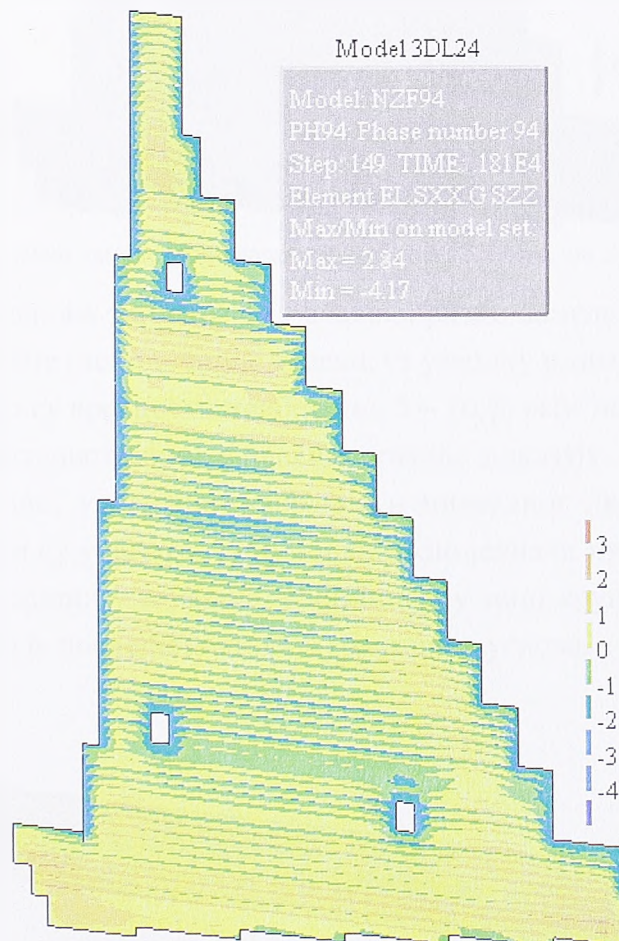 Model3DL24
Model: NZF94
PH94: Phase number 94
Step: 149 TIME: .181E4
Element EL.SXX.G SZZ
Max/Min on model set:
Max = 2.84
Min = -4.17
3
2
1
0
-1
-2
-3
-4